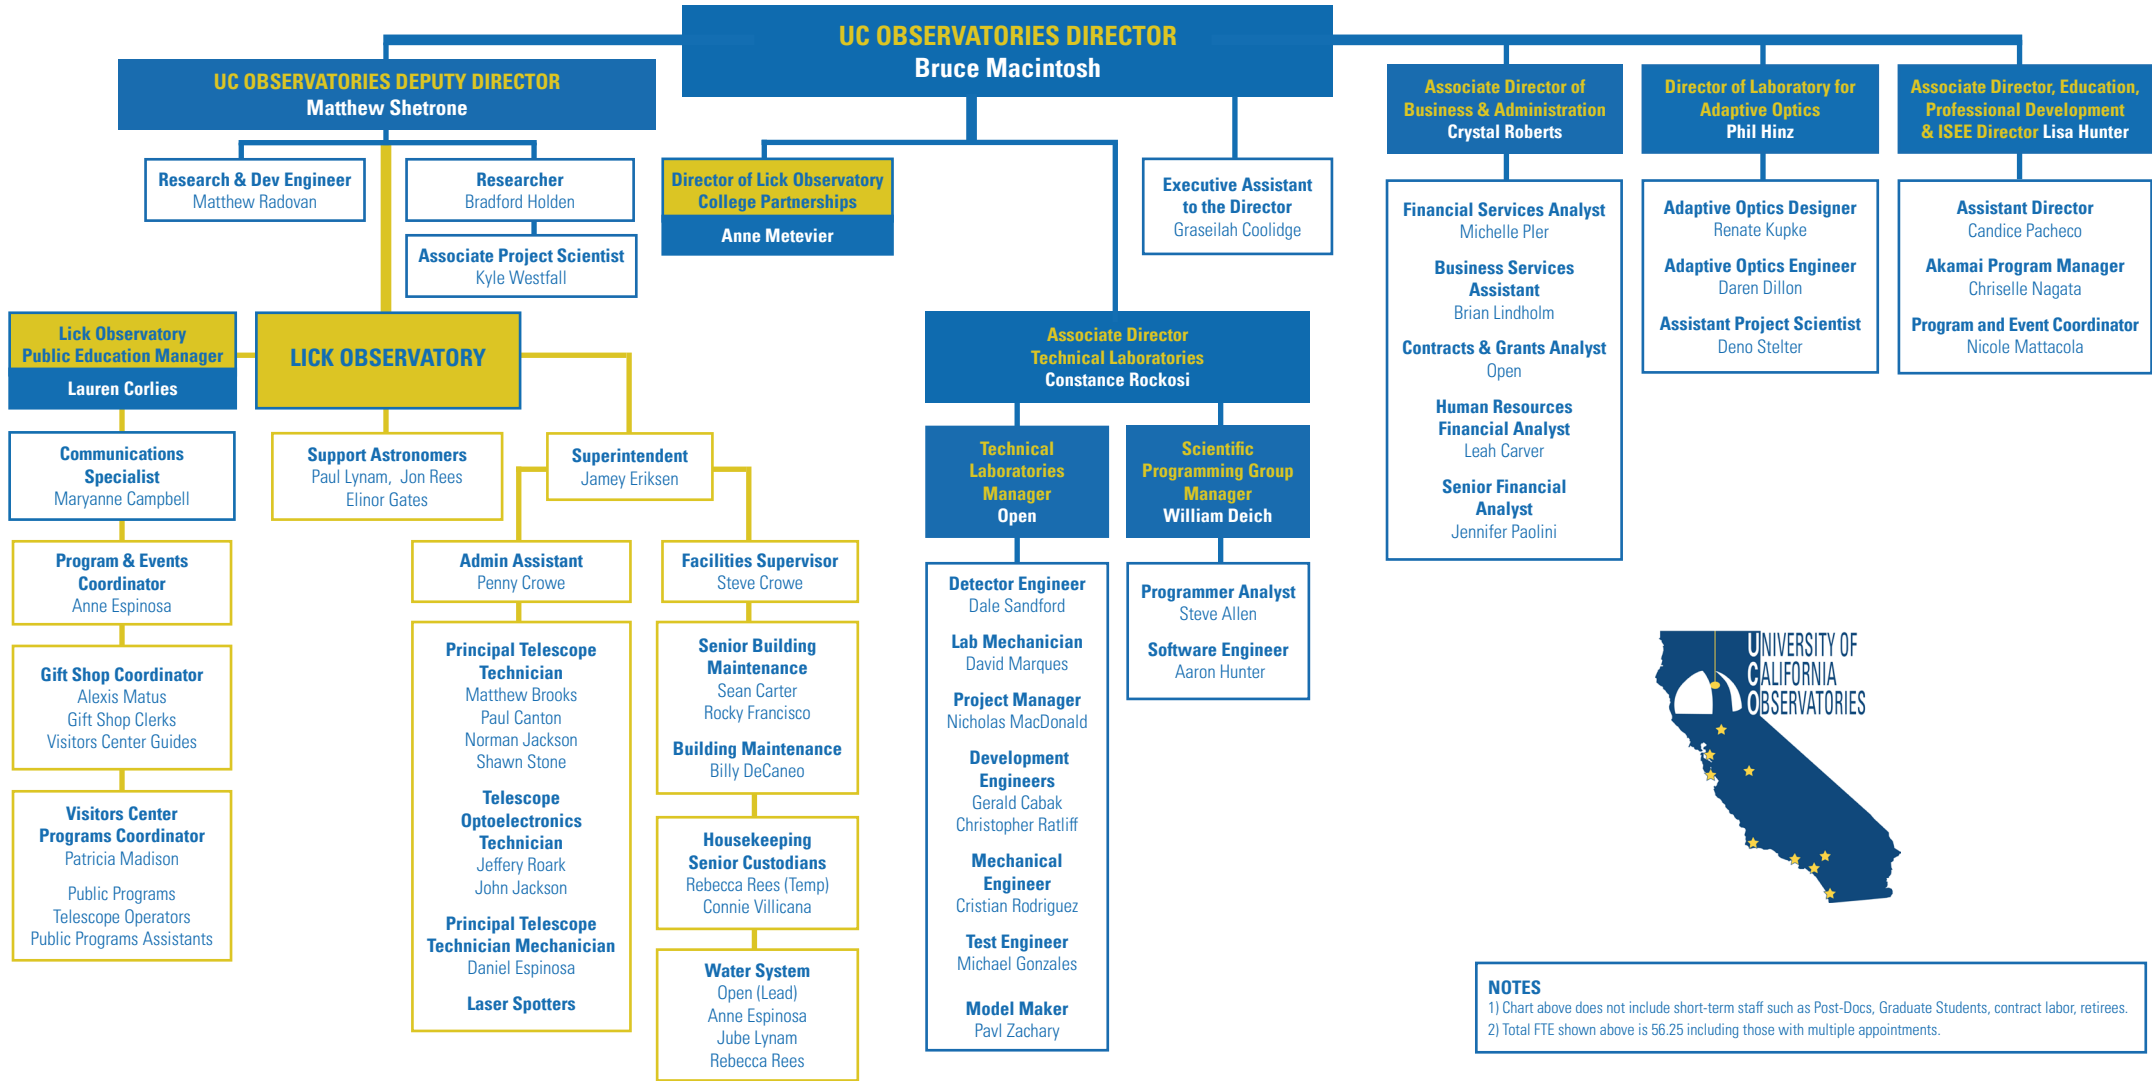 UC OBSERVATORIES DIRECTOR
Bruce Macintosh
UC OBSERVATORIES DEPUTY DIRECTOR
Matthew Shetrone
Research & Dev Engineer
Matthew Radovan
Researcher
Bradford Holden
Associate Project Scientist
Kyle Westfall
Director of Lick Observatory
College Partnerships
Anne Metevier
Executive Assistant
to the Director
Graseilah Coolidge
Associate Director of
Business & Administration
Crystal Roberts
Financial Services Analyst
Michelle Pler
Business Services
Assistant
Brian Lindholm
Contracts & Grants Analyst
Open
Human Resources
Financial Analyst
Leah Carver
Senior Financial
Analyst
Jennifer Paolini
Director of Laboratory for
Adaptive Optics
Phil Hinz
Adaptive Optics Designer
Renate Kupke
Adaptive Optics Engineer
Daren Dillon
Assistant Project Scientist
Deno Stelter
Associate Director, Education,
Professional Development
& ISEE Director Lisa Hunter
Assistant Director
Candice Pacheco
Akamai Program Manager
Chriselle Nagata
Program and Event Coordinator
Nicole Mattacola
Lick Observatory
Public Education Manager
Lauren Corlies
LICK OBSERVATORY
Communications
Specialist
Maryanne Campbell
Program & Events
Coordinator
Anne Espinosa
Gift Shop Coordinator
Alexis Matus
Gift Shop Clerks
Visitors Center Guides
Visitors Center
Programs Coordinator
Patricia Madison
Public Programs
Telescope Operators
Public Programs Assistants
Support Astronomers
Paul Lynam, Jon Rees
Elinor Gates
Superintendent
Jamey Eriksen
Admin Assistant
Penny Crowe
Principal Telescope
Technician
Matthew Brooks
Paul Canton
Norman Jackson
Shawn Stone
Telescope
Optoelectronics
Technician
Jeffery Roark
John Jackson
Principal Telescope
Technician Mechanician
Daniel Espinosa
Laser Spotters
Facilities Supervisor
Steve Crowe
Senior Building
Maintenance
Sean Carter
Rocky Francisco
Building Maintenance
Billy DeCaneo
Housekeeping
Senior Custodians
Rebecca Rees (Temp)
Connie Villicana
Water System
Open (Lead)
Anne Espinosa
Jube Lynam
Rebecca Rees
Associate Director
Technical Laboratories
Constance Rockosi
Technical
Laboratories
Manager
Open
Detector Engineer
Dale Sandford
Lab Mechanician
David Marques
Project Manager
Nicholas MacDonald
Development
Engineers
Gerald Cabak
Christopher Ratliff
Mechanical
Engineer
Cristian Rodriguez
Test Engineer
Michael Gonzales
Model Maker
Pavl Zachary
Scientific
Programming Group
Manager
William Deich
Programmer Analyst
Steve Allen
Software Engineer
Aaron Hunter
UNIVERSITY OF
CALIFORNIA
OBSERVATORIES
NOTES
1) Chart above does not include short-term staff such as Post-Docs, Graduate Students, contract labor, retirees.
2) Total FTE shown above is 56.25 including those with multiple appointments.